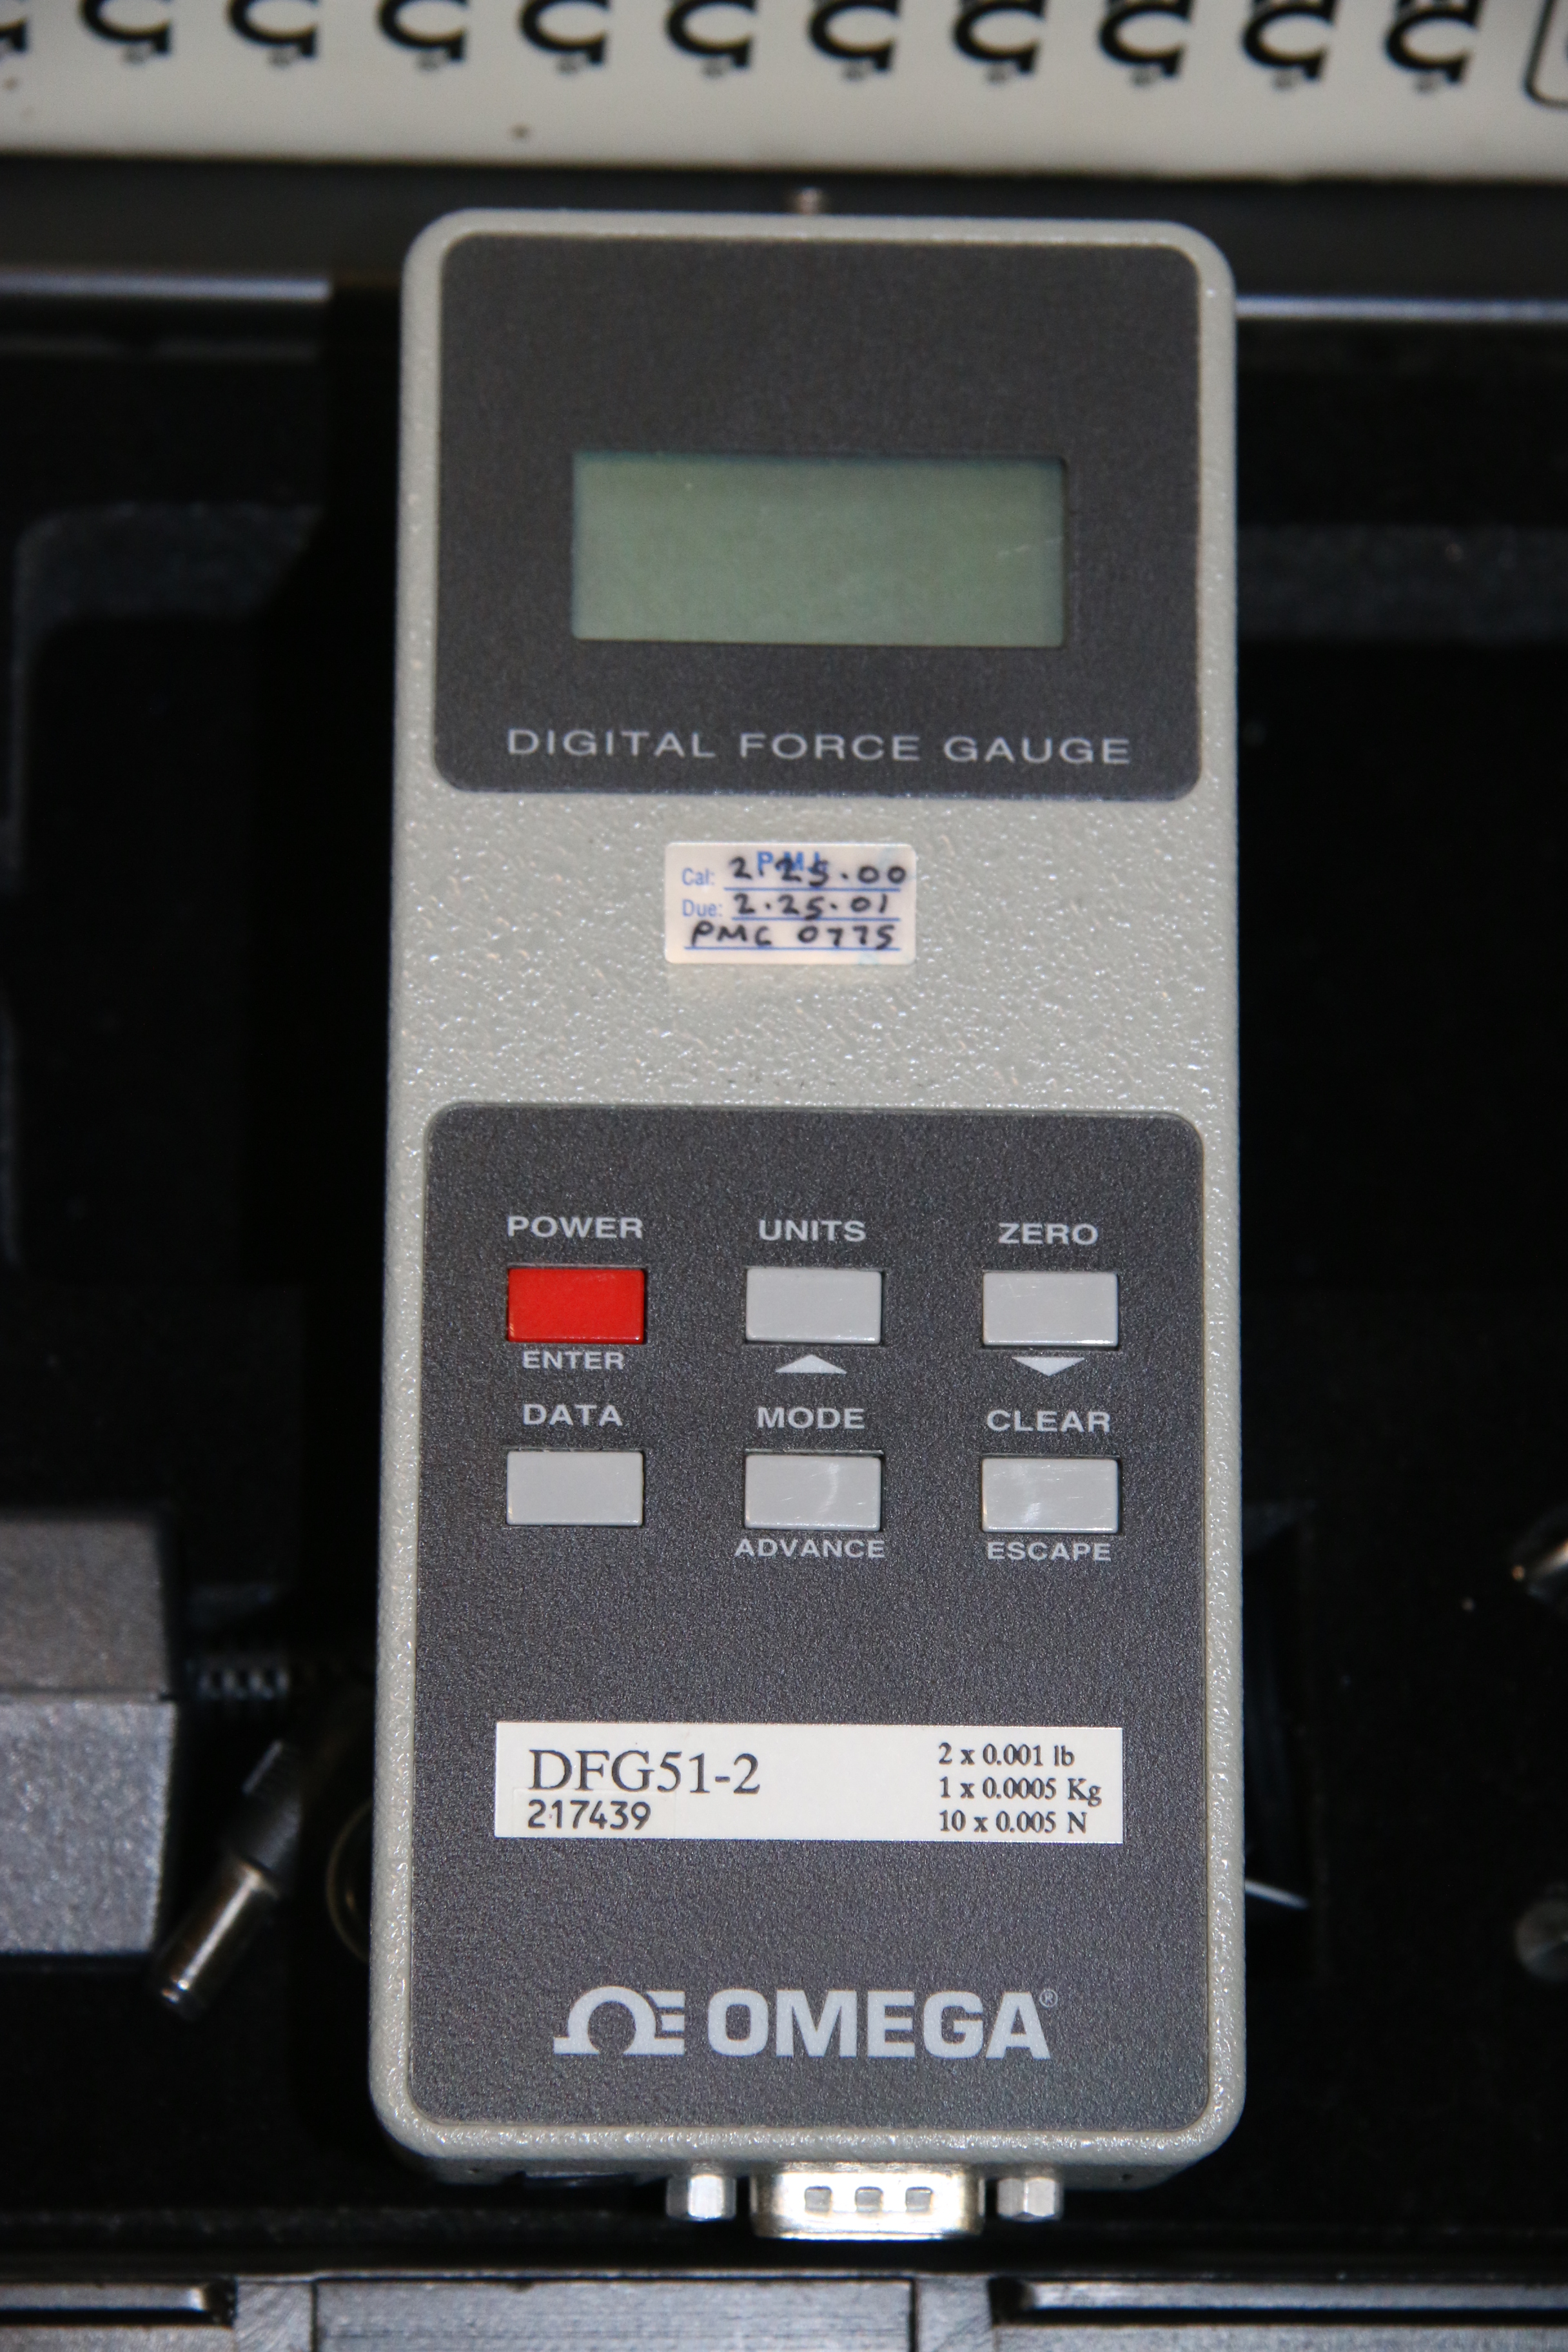 DIGITAL FORCE GAUGE
PML
Cal: 2.25.00
Due: 2.25.01
PMC 0775
POWER UNITS ZERO
ENTER
DATA MODE CLEAR
ADVANCE ESCAPE
DFG51-2 2 x 0.001 lb
1 x 0.0005 Kg
217439 10 x 0.005 N
OMEGA®